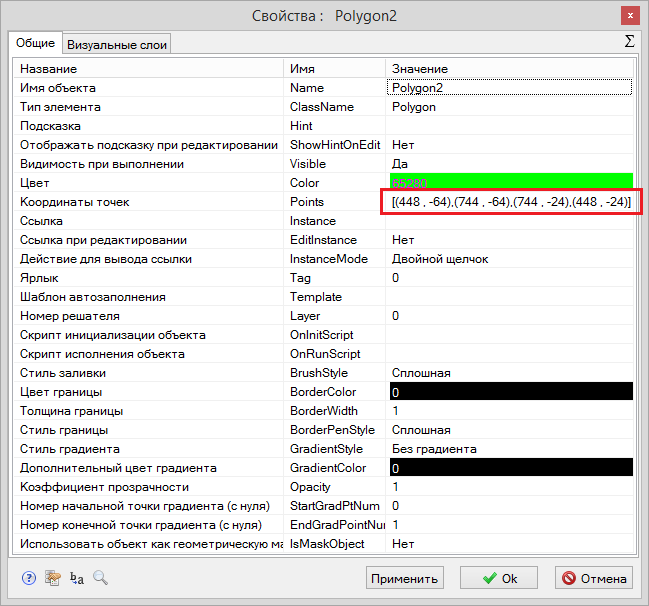 Свойства : Polygon2
x
Общие Визуальные слои Σ
Название Имя Значение
Имя объекта Name Polygon2
Тип элемента ClassName Polygon
Подсказка Hint
Отображать подсказку при редактировании ShowHintOnEdit Нет
Видимость при выполнении Visible Да
Цвет Color 65280
Координаты точек Points [(448 , -64),(744 , -64),(744 , -24),(448 , -24)]
Ссылка Instance
Ссылка при редактировании EditInstance Нет
Действие для вывода ссылки InstanceMode Двойной щелчок
Ярлык Tag 0
Шаблон автозаполнения Template
Номер решателя Layer 0
Скрипт инициализации объекта OnInitScript
Скрипт исполнения объекта OnRunScript
Стиль заливки BrushStyle Сплошная
Цвет границы BorderColor 0
Толщина границы BorderWidth 1
Стиль границы BorderPenStyle Сплошная
Стиль градиента GradientStyle Без градиента
Дополнительный цвет градиента GradientColor 0
Коэффициент прозрачности Opacity 1
Номер начальной точки градиента (с нуля) StartGradPtNum 0
Номер конечной точки градиента (с нуля) EndGradPointNu 1
Использовать объект как геометрическую ма IsMaskObject Нет
? b a Применить Ok Отмена